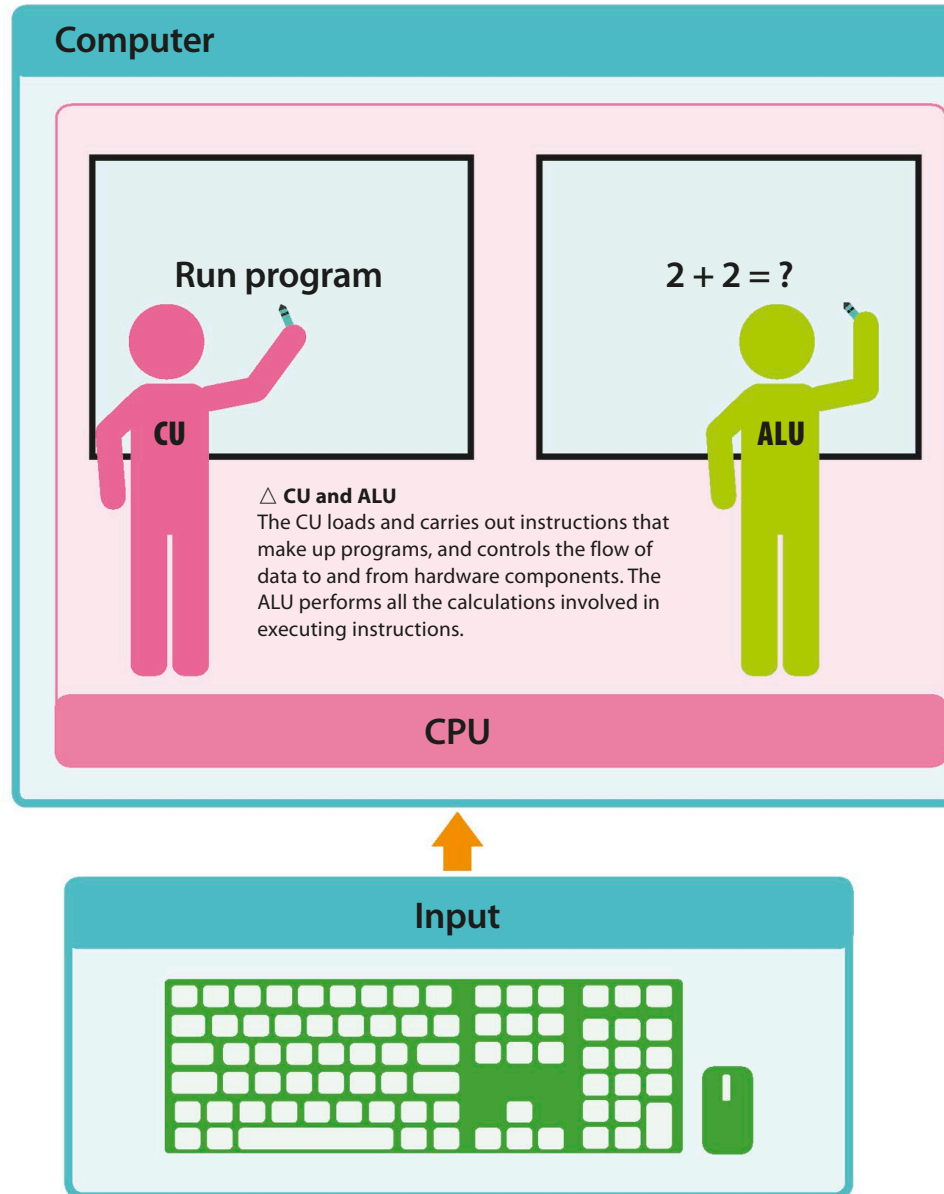 Computer
Run program
2 + 2 = ?
CU
ALU
△ CU and ALU
The CU loads and carries out instructions that
make up programs, and controls the flow of
data to and from hardware components. The
ALU performs all the calculations involved in
executing instructions.
CPU
Input